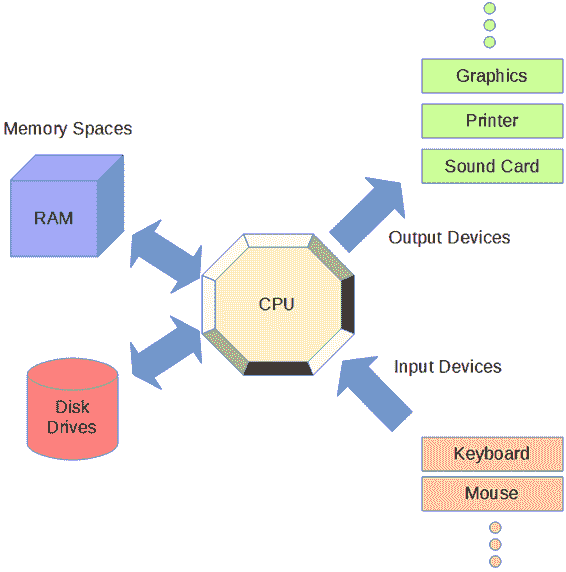 Graphics
Printer
Sound Card
Output Devices
Memory Spaces
RAM
CPU
Disk
Drives
Input Devices
Keyboard
Mouse